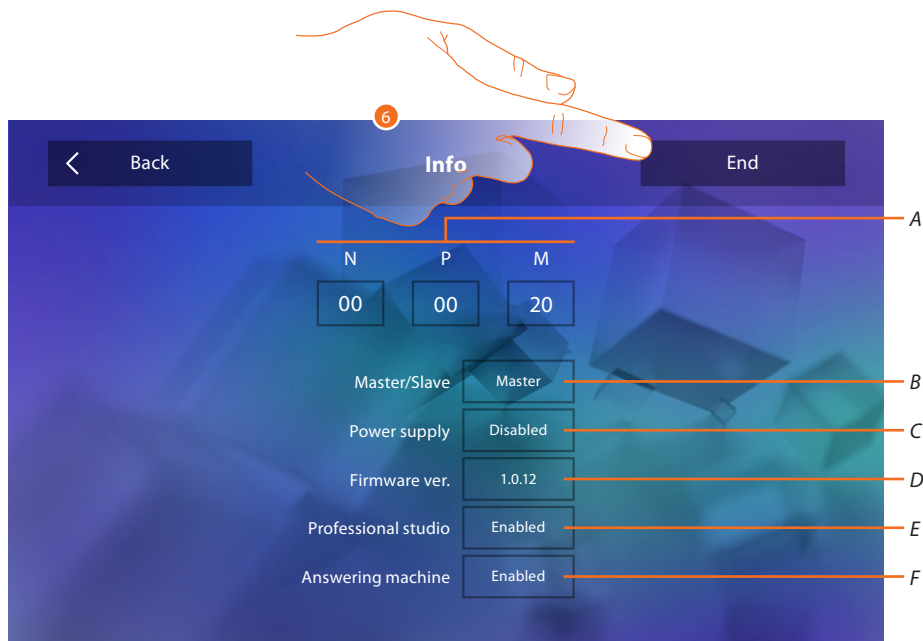 6
Back
Info
End
A
N P M
00 00 20
Master/Slave Master B
Power supply Disabled C
Firmware ver. 1.0.12 D
Professional studio Enabled E
Answering machine Enabled F